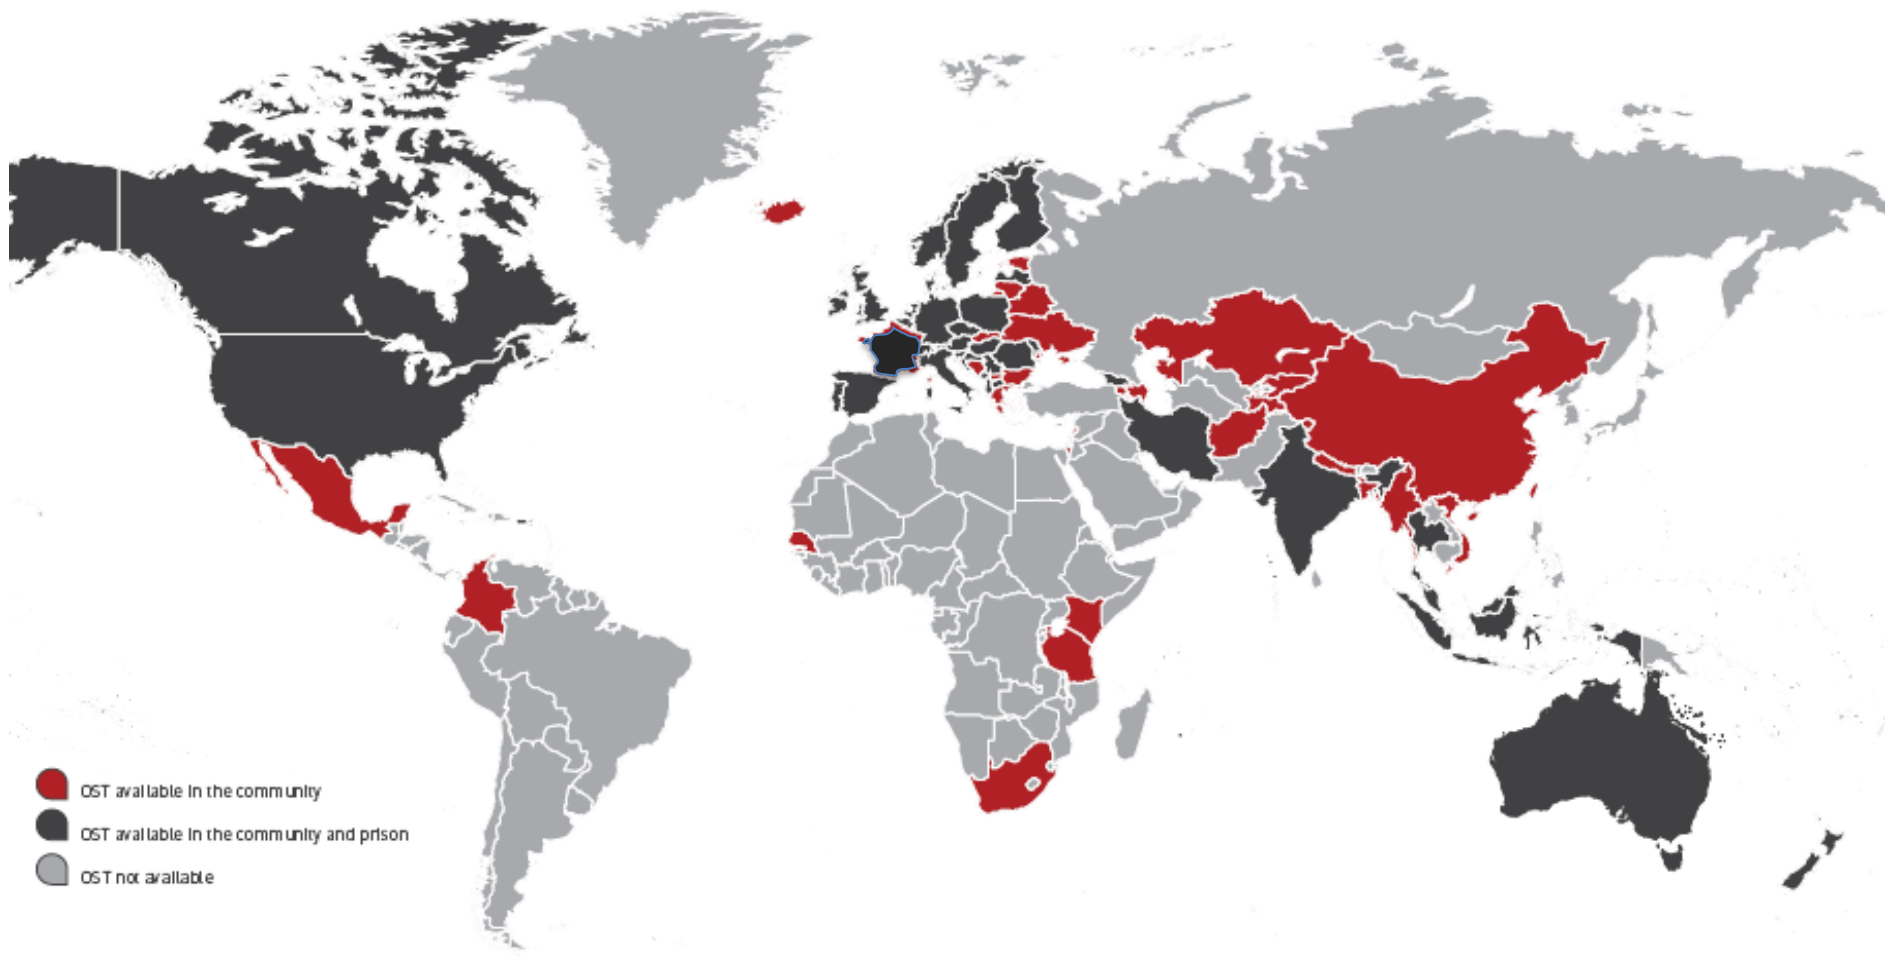 OST available in the community
OST available in the community and prison
OST not available